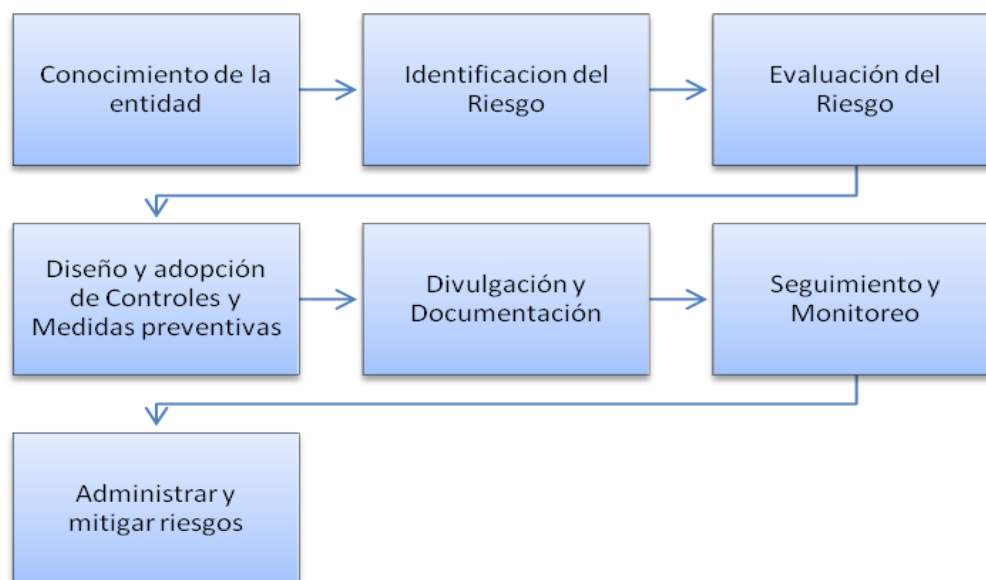 Conocimiento de la
entidad
Identificacion del
Riesgo
Evaluación del
Riesgo
Diseño y adopción
de Controles y
Medidas preventivas
Divulgación y
Documentación
Seguimiento y
Monitoreo
Administrar y
mitigar riesgos